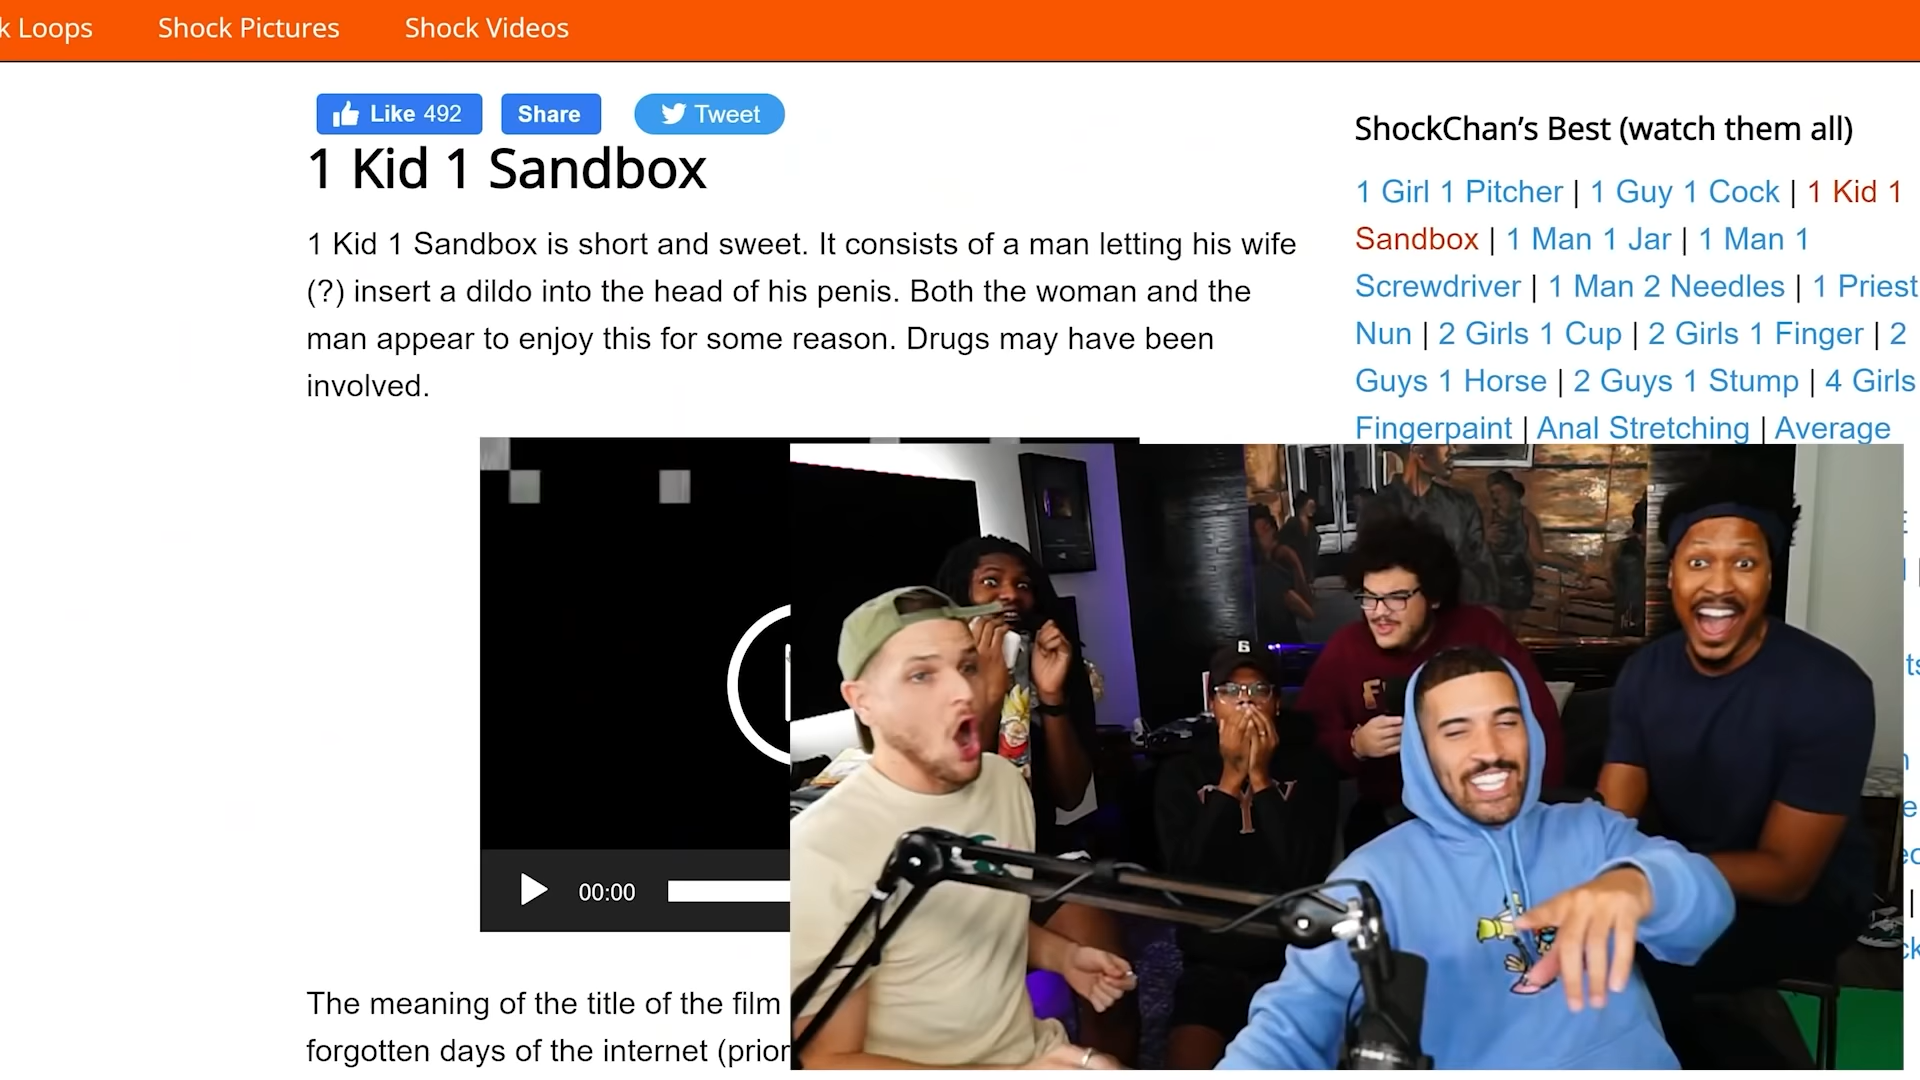 k Loops
Shock Pictures
Shock Videos
Like 492
Share
Tweet
1 Kid 1 Sandbox
1 Kid 1 Sandbox is short and sweet. It consists of a man letting his wife
(?) insert a dildo into the head of his penis. Both the woman and the
man appear to enjoy this for some reason. Drugs may have been
involved.
00:00
The meaning of the title of the film
forgotten days of the internet (prior
ShockChan’s Best (watch them all)
1 Girl 1 Pitcher | 1 Guy 1 Cock | 1 Kid 1
Sandbox | 1 Man 1 Jar | 1 Man 1
Screwdriver | 1 Man 2 Needles | 1 Priest
Nun | 2 Girls 1 Cup | 2 Girls 1 Finger | 2
Guys 1 Horse | 2 Guys 1 Stump | 4 Girls
Fingerpaint | Anal Stretching | Average
6